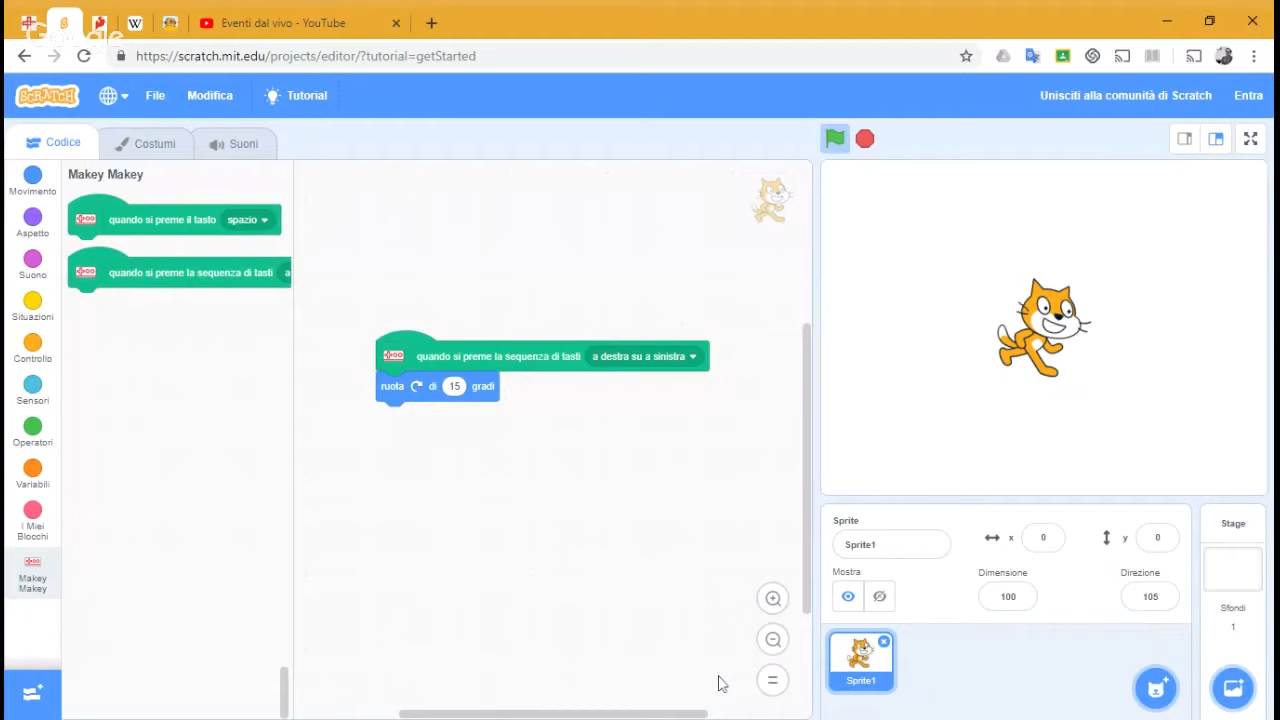 Eventi dal vivo - YouTube
Google
https://scratch.mit.edu/projects/editor/?tutorial=getStarted
SCRATCH
File
Modifica
Tutorial
Unisciti alla comunità di Scratch
Entra
Codice
Costumi
Suoni
Movimento
Aspetto
Suono
Situazioni
Controllo
Sensori
Operatori
Variabili
I Miei
Blocchi
Makey
Makey
Makey Makey
quando si preme il tasto spazio
quando si preme la sequenza di tasti a
quando si preme la sequenza di tasti a destra su a sinistra
ruota di 15 gradi
Sprite
Sprite1
x 0
y 0
Mostra
Dimensione
100
Direzione
105
Sprite1
Stage
Sfondi
1